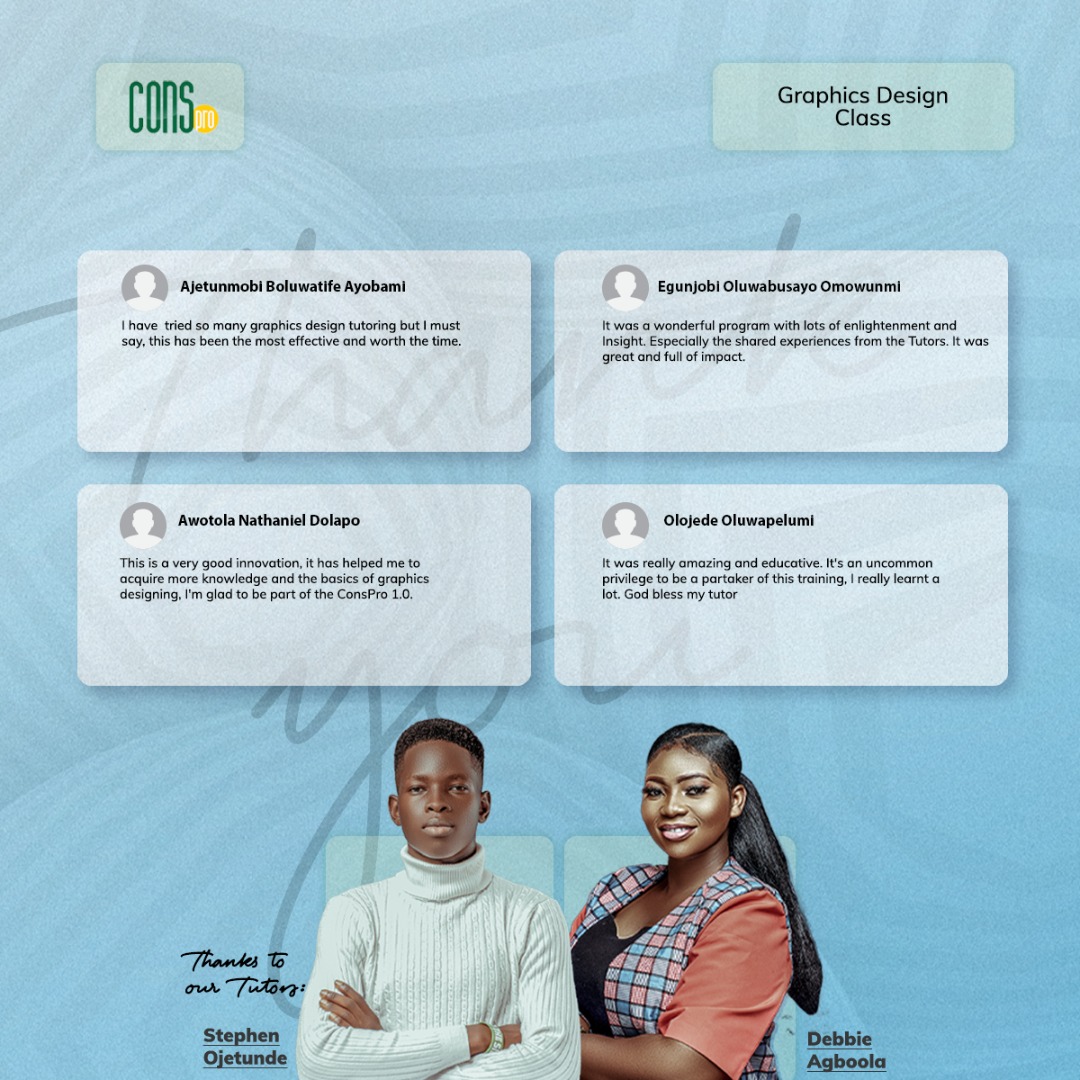 CONS
pro
Graphics Design
Class
Thank
Ajetunmobi Boluwatife Ayobami
I have tried so many graphics design tutoring but I must
say, this has been the most effective and worth the time.
Egunjobi Oluwabusayo Omowunmi
It was a wonderful program with lots of enlightenment and
Insight. Especially the shared experiences from the Tutors. It was
great and full of impact.
Awotola Nathaniel Dolapo
This is a very good innovation, it has helped me to
acquire more knowledge and the basics of graphics
designing, I'm glad to be part of the ConsPro 1.0.
Olojede Oluwapelumi
It was really amazing and educative. It's an uncommon
privilege to be a partaker of this training, I really learnt a
lot. God bless my tutor
you
Thanks to
our Tutors:
Stephen
Ojetunde
Debbie
Agboola